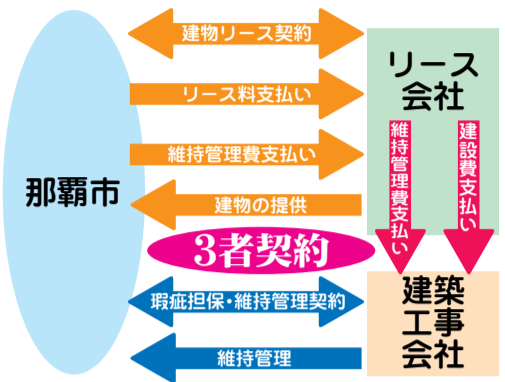 建物リース契約
リース
会社
リース料支払い
維持管理費支払い
維持管理費支払い
建設費支払い
那覇市
建物の提供
3者契約
瑕疵担保・維持管理契約
建築
工事
会社
維持管理